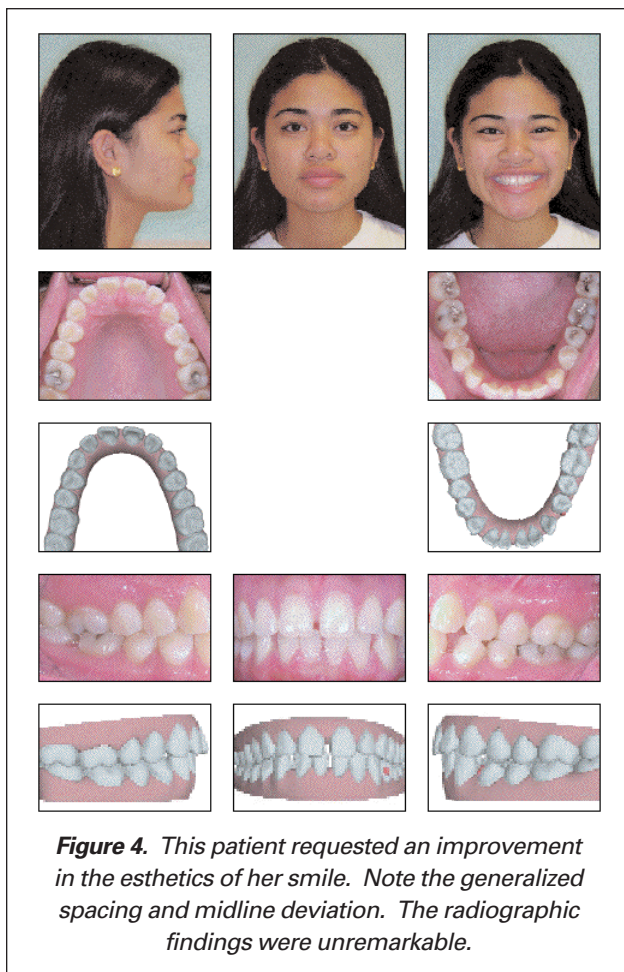 Figure 4. This patient requested an improvement
in the esthetics of her smile. Note the generalized
spacing and midline deviation. The radiographic
findings were unremarkable.